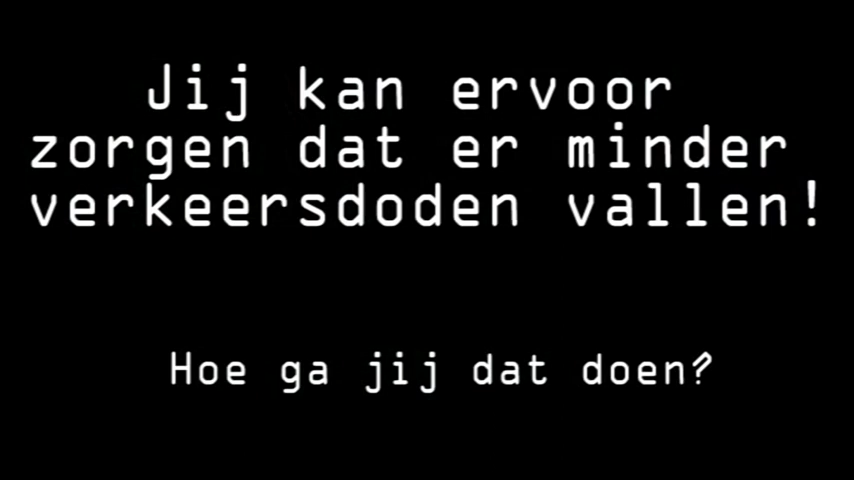 Jij kan ervoor
zorgen dat er minder
verkeersdoden vallen!
Hoe ga jij dat doen?